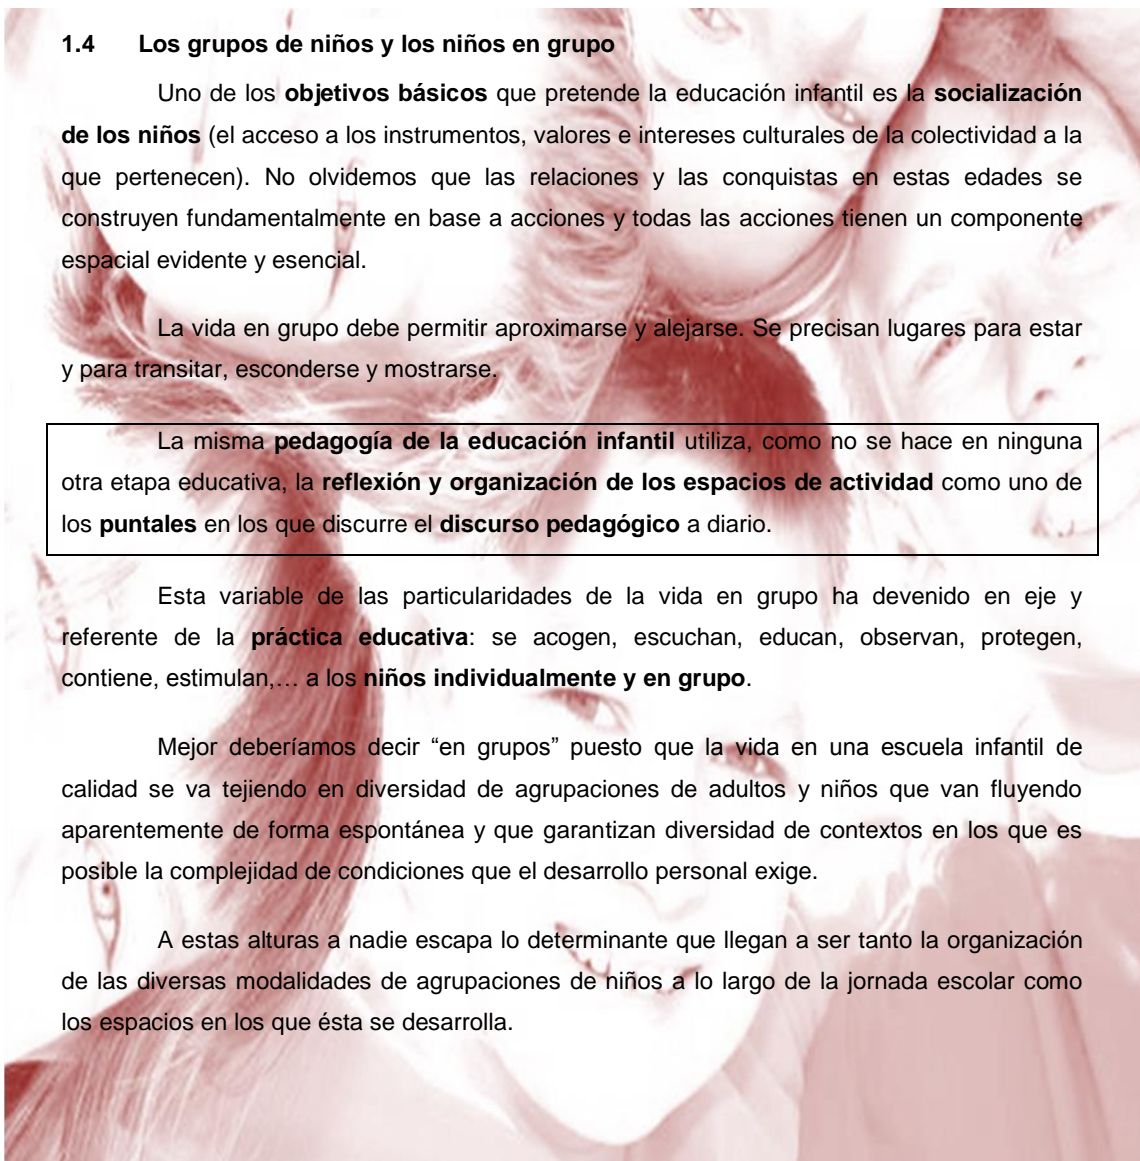 1.4 Los grupos de niños y los niños en grupo
Uno de los objetivos básicos que pretende la educación infantil es la socialización
de los niños (el acceso a los instrumentos, valores e intereses culturales de la colectividad a la
que pertenecen). No olvidemos que las relaciones y las conquistas en estas edades se
construyen fundamentalmente en base a acciones y todas las acciones tienen un componente
espacial evidente y esencial.
La vida en grupo debe permitir aproximarse y alejarse. Se precisan lugares para estar
y para transitar, esconderse y mostrarse.
La misma pedagogía de la educación infantil utiliza, como no se hace en ninguna
otra etapa educativa, la reflexión y organización de los espacios de actividad como uno de
los puntales en los que discurre el discurso pedagógico a diario.
Esta variable de las particularidades de la vida en grupo ha devenido en eje y
referente de la práctica educativa: se acogen, escuchan, educan, observan, protegen,
contiene, estimulan,… a los niños individualmente y en grupo.
Mejor deberíamos decir “en grupos” puesto que la vida en una escuela infantil de
calidad se va tejiendo en diversidad de agrupaciones de adultos y niños que van fluyendo
aparentemente de forma espontánea y que garantizan diversidad de contextos en los que es
posible la complejidad de condiciones que el desarrollo personal exige.
A estas alturas a nadie escapa lo determinante que llegan a ser tanto la organización
de las diversas modalidades de agrupaciones de niños a lo largo de la jornada escolar como
los espacios en los que ésta se desarrolla.